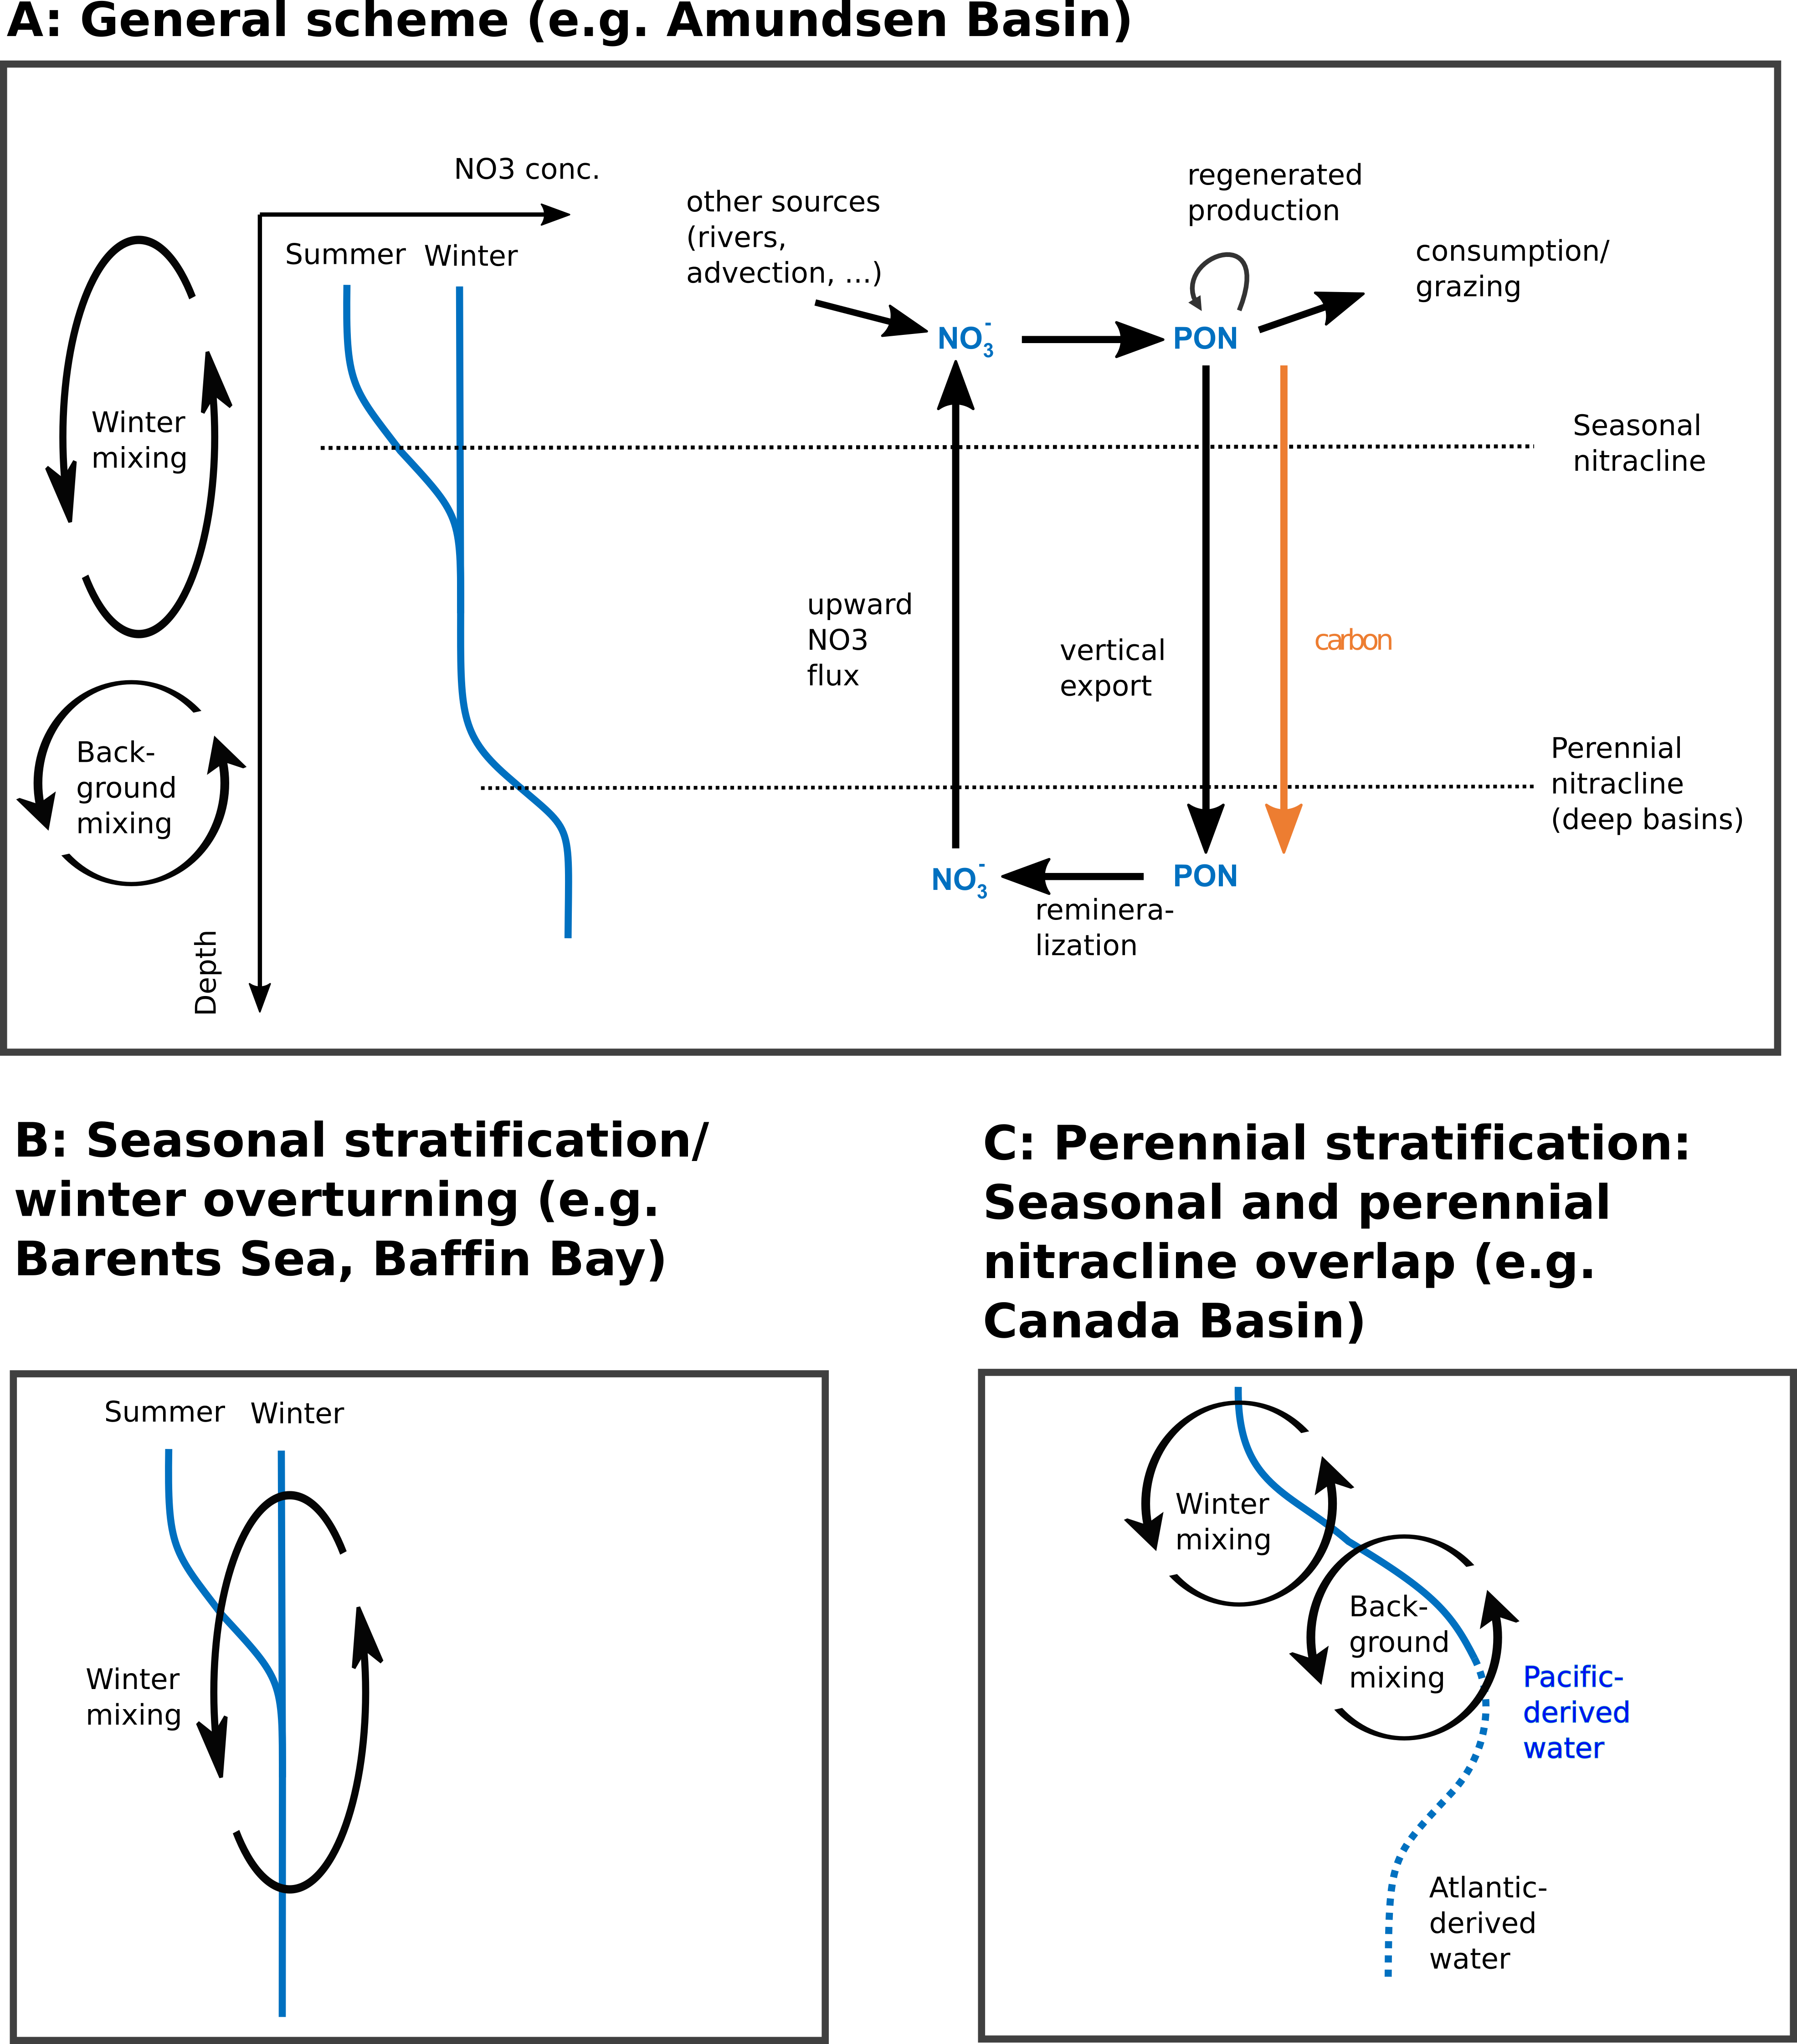 A: General scheme (e.g. Amundsen Basin)
NO3 conc.
Summer
Winter
other sources
(rivers,
advection, ...)
regenerated
production
consumption/
grazing
NO3-
PON
Winter
mixing
Seasonal
nitracline
upward
NO3
flux
vertical
export
carbon
Back-
ground
mixing
Perennial
nitracline
(deep basins)
NO3-
PON
reminera-
lization
Depth
B: Seasonal stratification/
winter overturning (e.g.
Barents Sea, Baffin Bay)
Summer
Winter
Winter
mixing
C: Perennial stratification:
Seasonal and perennial
nitracline overlap (e.g.
Canada Basin)
Winter
mixing
Back-
ground
mixing
Pacific-
derived
water
Atlantic-
derived
water